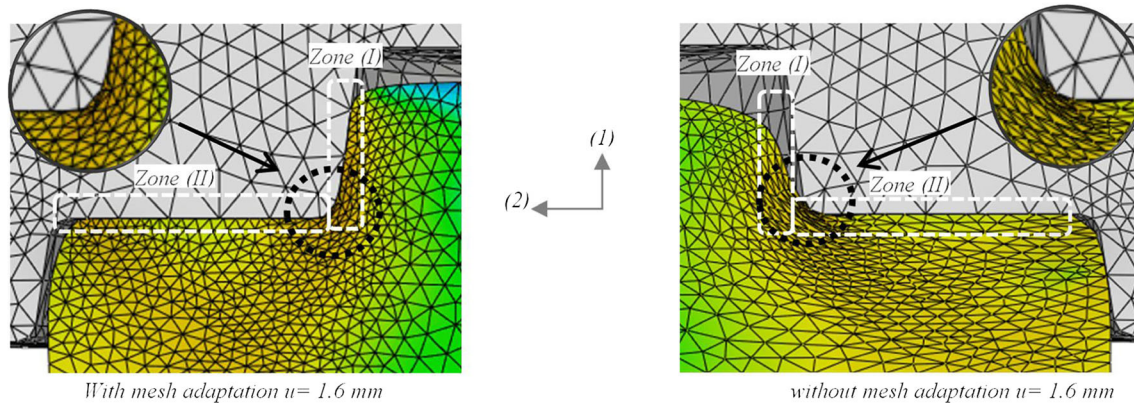 Zone (I)
Zone (II)
With mesh adaptation u= 1.6 mm
(1)
(2)
Zone (I)
Zone (II)
without mesh adaptation u= 1.6 mm